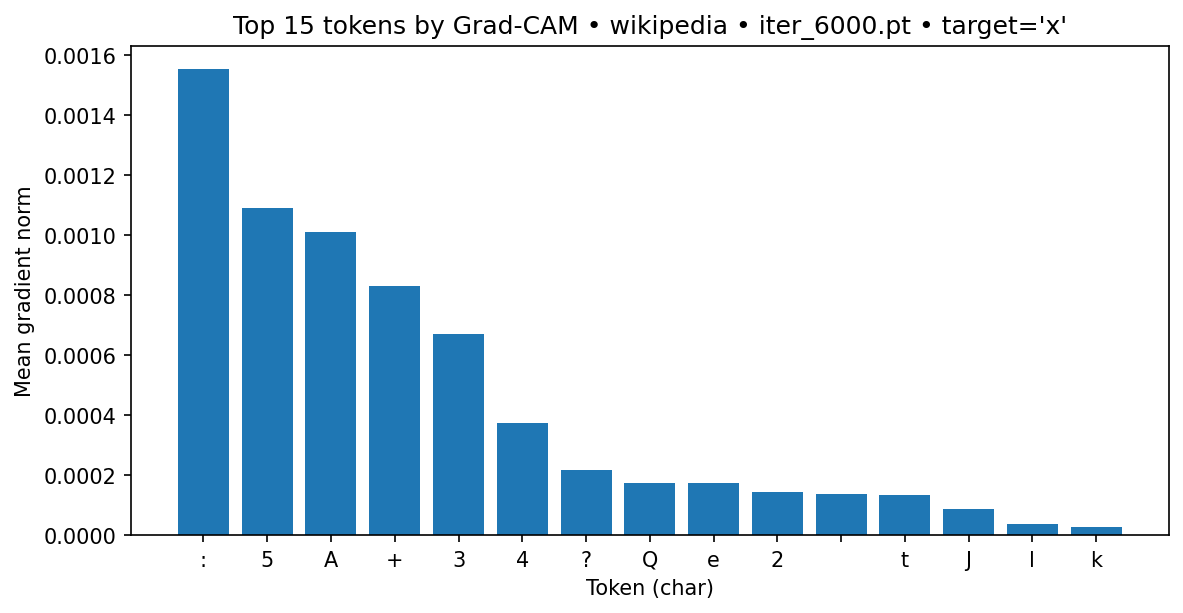 Top 15 tokens by Grad-CAM • wikipedia • iter_6000.pt • target='x'
Mean gradient norm
0.0016
0.0014
0.0012
0.0010
0.0008
0.0006
0.0004
0.0002
0.0000
: 5 A + 3 4 ? Q e 2 t J l k
Token (char)